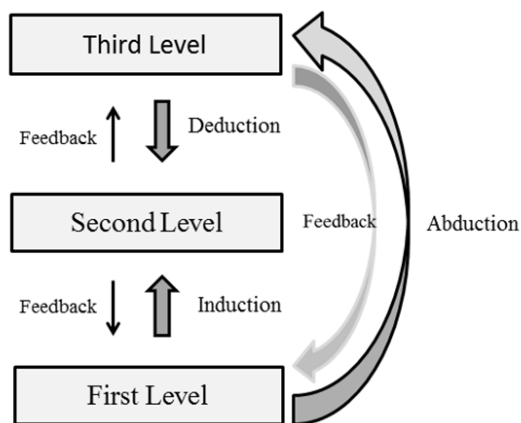 Third Level
Feedback
Deduction
Second Level
Feedback
Abduction
Feedback
Induction
First Level